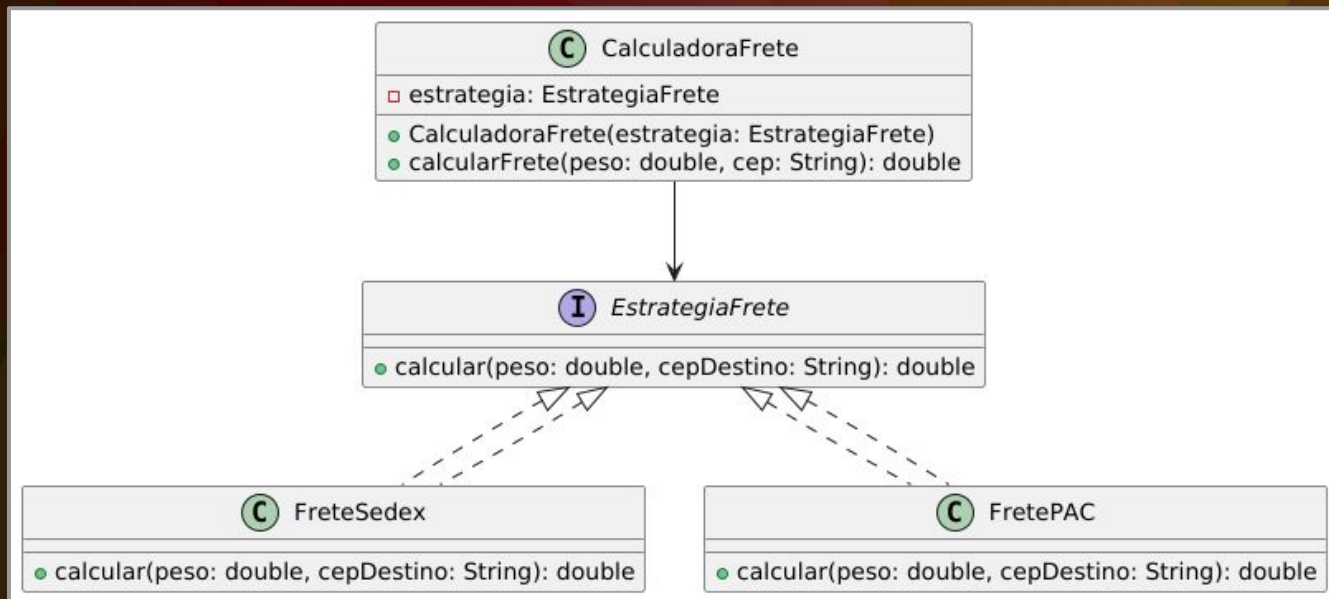 C CalculadoraFrete
estrategia: EstrategiaFrete
CalculadoraFrete(estrategia: EstrategiaFrete)
calcularFrete(peso: double, cep: String): double
I EstrategiaFrete
calcular(peso: double, cepDestino: String): double
C FreteSedex
calcular(peso: double, cepDestino: String): double
C FretePAC
calcular(peso: double, cepDestino: String): double